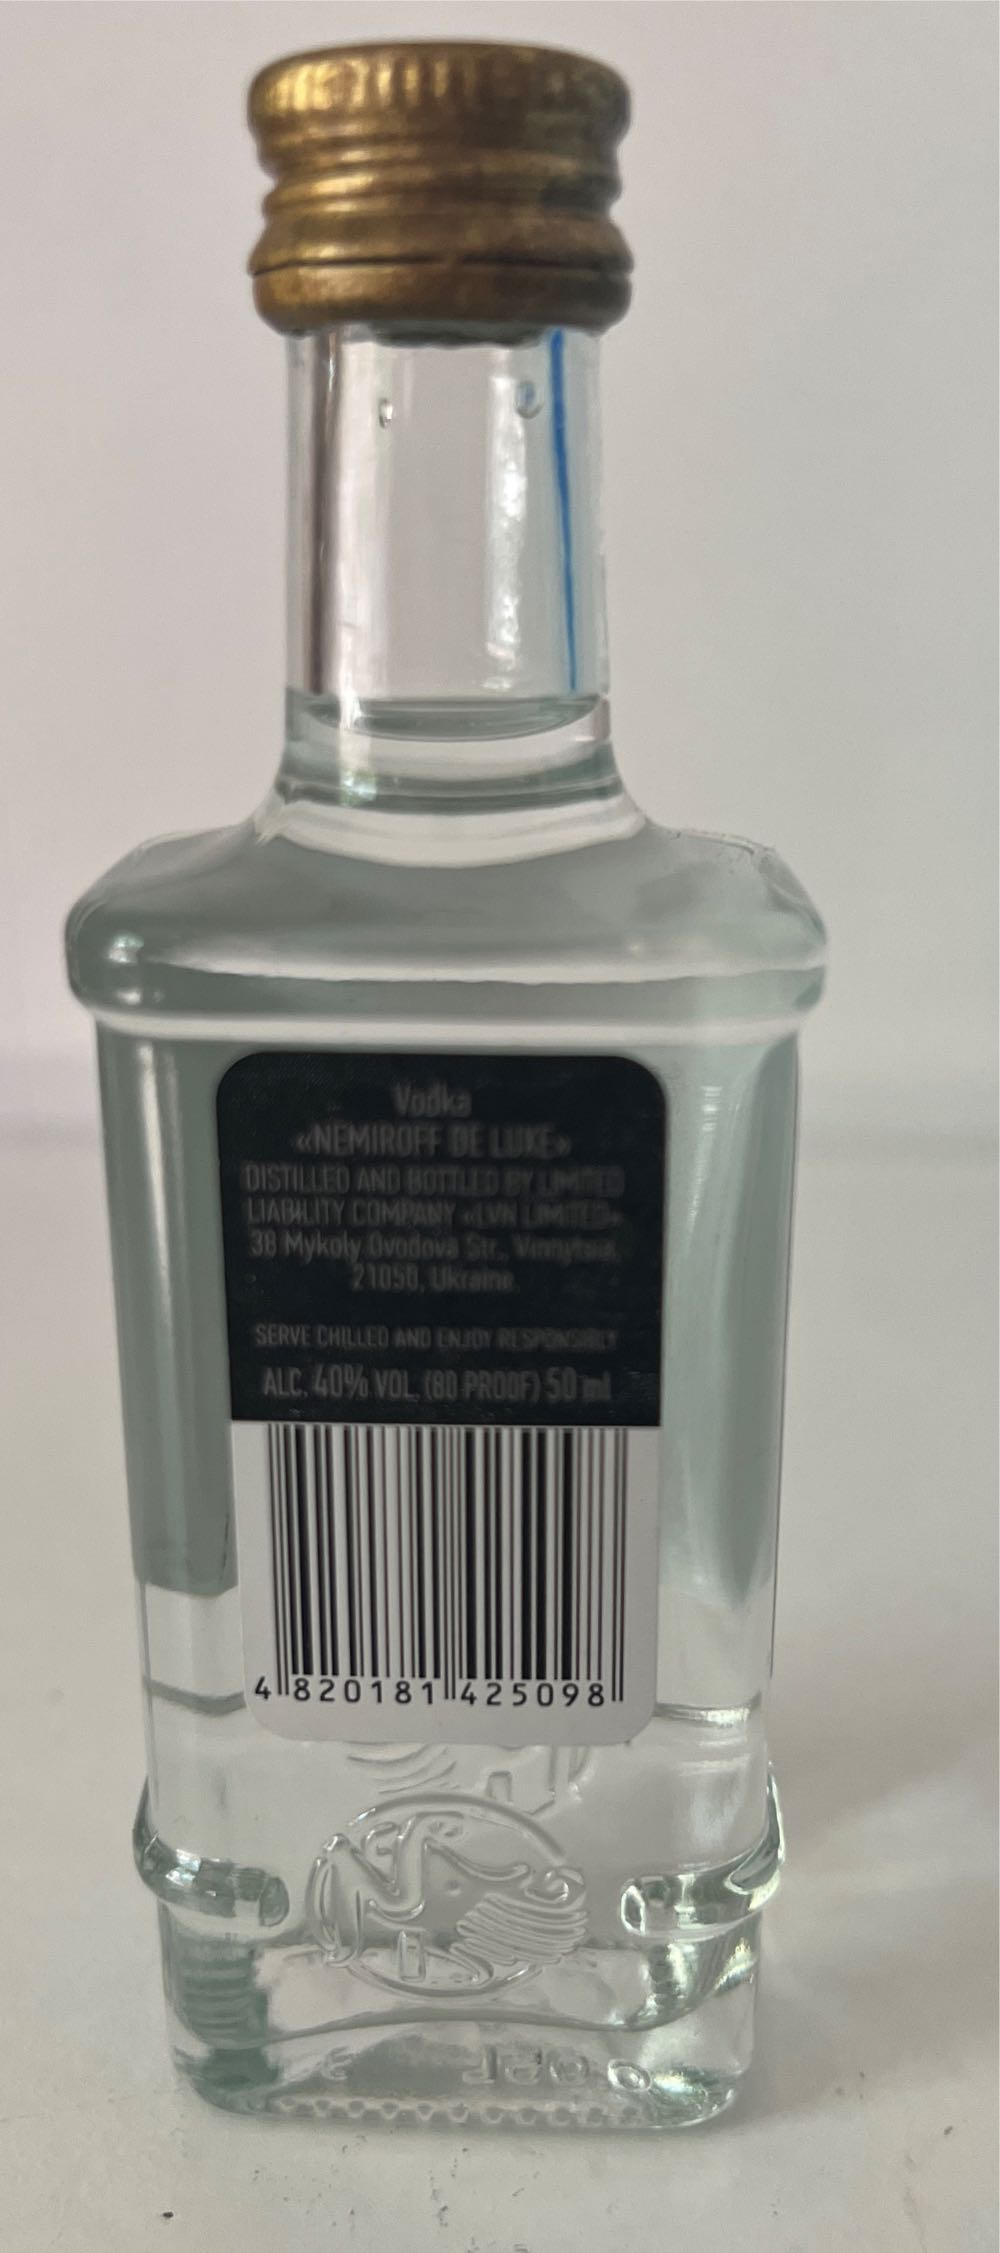 Vodka
«NEMIROFF DE LUXE»
DISTILLED AND BOTTLED BY LIMITED
LIABILITY COMPANY «LVN LIMITED»
38 Mykoly Ovodova Str., Vinnytsia,
21050, Ukraine.
SERVE CHILLED AND ENJOY RESPONSIBLY
ALC. 40% VOL. (80 PROOF) 50 ml
4 820181 425098